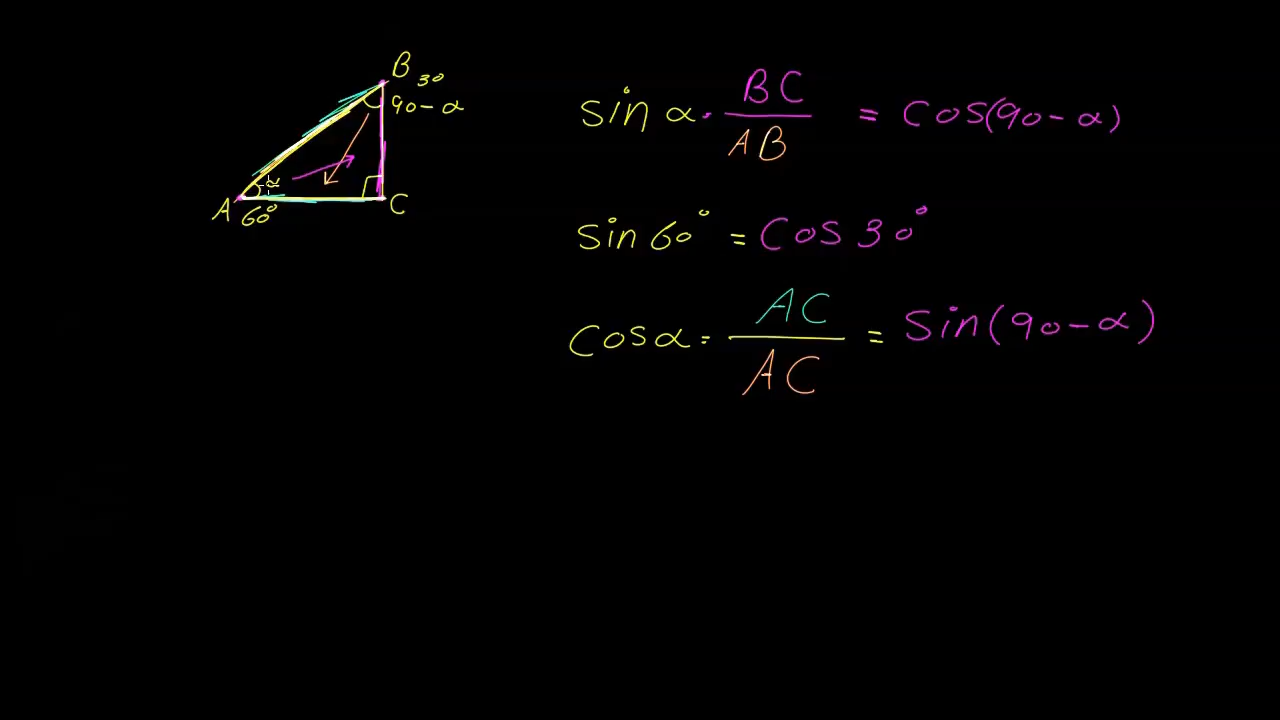 B 30
90-α
α
A 60°
C
sin α = BC / AB = cos(90-α)
sin 60° = cos 30°
cos α = AC / AC = sin(90-α)